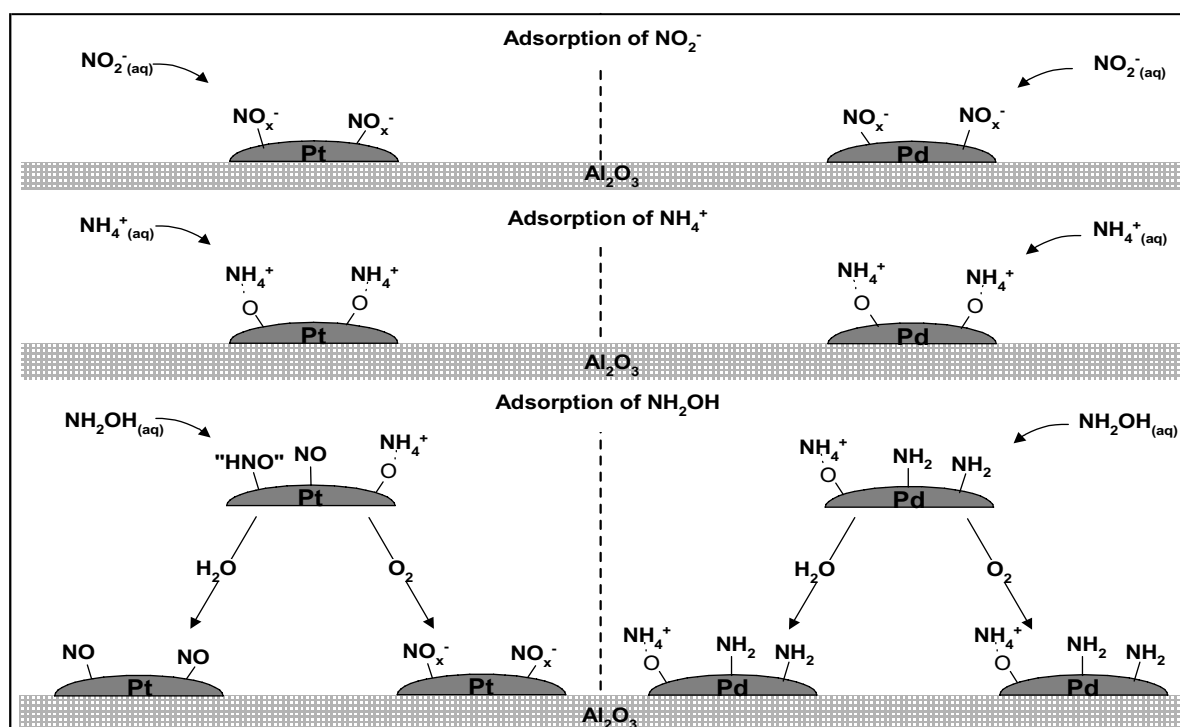 Adsorption of NO₂⁻
NO₂⁻(aq) NO₂⁻(aq)
NOₓ⁻ NOₓ⁻ NOₓ⁻ NOₓ⁻
Pt Pd
Al₂O₃
Adsorption of NH₄⁺
NH₄⁺(aq) NH₄⁺(aq)
NH₄⁺ NH₄⁺ NH₄⁺ NH₄⁺
O O O O
Pt Pd
Al₂O₃
Adsorption of NH₂OH
NH₂OH(aq) NH₂OH(aq)
"HNO" NO NH₄⁺ NH₄⁺ NH₂ NH₂
O O
Pt Pd
H₂O O₂ H₂O O₂
NO NO NOₓ⁻ NOₓ⁻ NH₄⁺ NH₂ NH₂ NH₄⁺ NH₂ NH₂
O O
Pt Pt Pd Pd
Al₂O₃